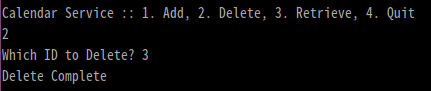 Calendar Service :: 1. Add, 2. Delete, 3. Retrieve, 4. Quit
2
Which ID to Delete? 3
Delete Complete